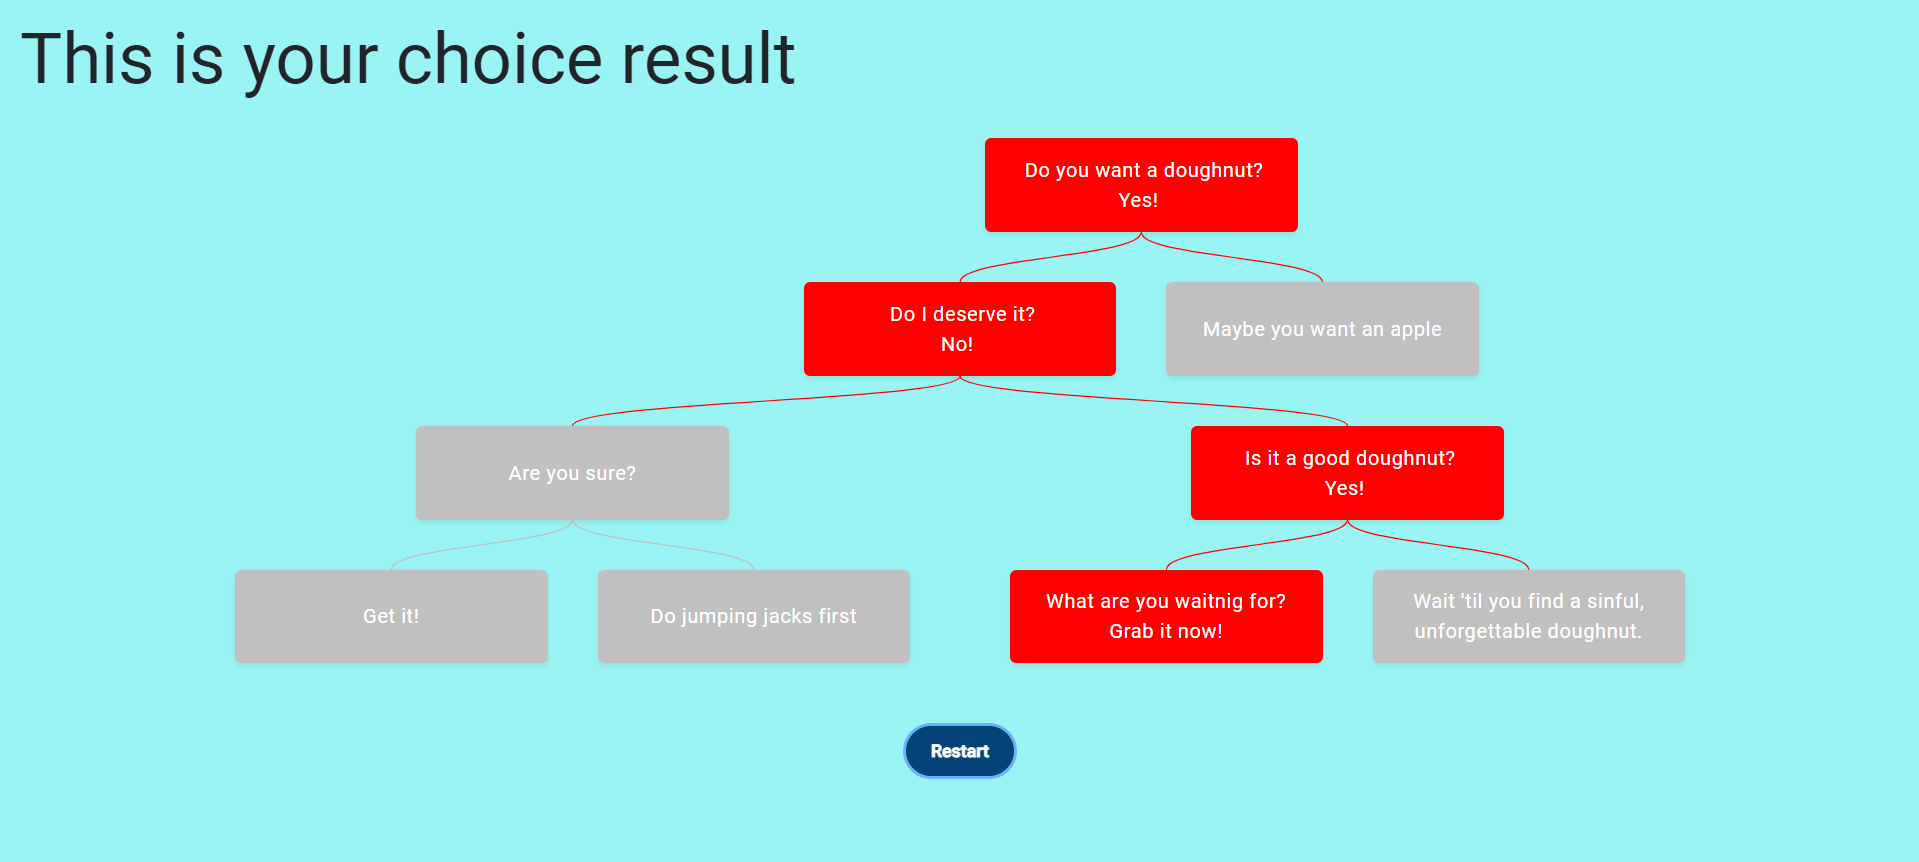 This is your choice result
Do you want a doughnut?
Yes!
Do I deserve it?
No!
Maybe you want an apple
Are you sure?
Is it a good doughnut?
Yes!
Get it!
Do jumping jacks first
What are you waitnig for?
Grab it now!
Wait 'til you find a sinful,
unforgettable doughnut.
Restart